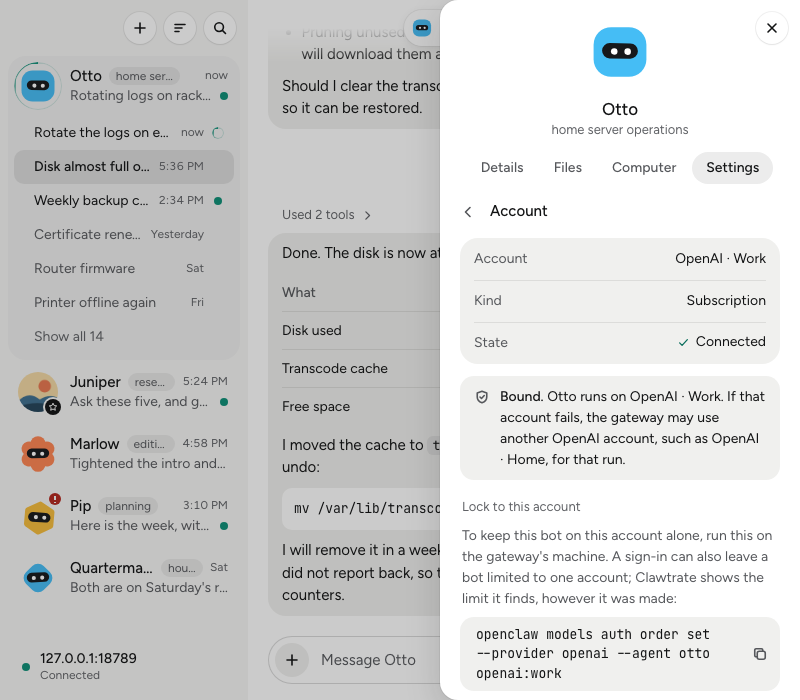 Otto
home ser...
now
Rotating logs on rack...
Rotate the logs on e...
now
Disk almost full o...
5:36 PM
Weekly backup c...
2:34 PM
Certificate rene...
Yesterday
Router firmware
Sat
Printer offline again
Fri
Show all 14
Juniper
rese...
5:24 PM
Ask these five, and g...
Marlow
editi...
4:58 PM
Tightened the intro and...
Pip
planning
3:10 PM
Here is the week, wit...
Quarterma...
hou...
Sat
Both are on Saturday's r...
127.0.0.1:18789
Connected
Pruning unused
will download them a
Should I clear the transc
so it can be restored.
Used 2 tools
Done. The disk is now at
What
Disk used
Transcode cache
Free space
I moved the cache to
undo:
mv /var/lib/transco
I will remove it in a week
did not report back, so t
counters.
Message Otto
Otto
home server operations
Details
Files
Computer
Settings
Account
Account
OpenAI · Work
Kind
Subscription
State
Connected
Bound. Otto runs on OpenAI · Work. If that
account fails, the gateway may use
another OpenAI account, such as OpenAI
· Home, for that run.
Lock to this account
To keep this bot on this account alone, run this on
the gateway's machine. A sign-in can also leave a
bot limited to one account; Clawtrate shows the
limit it finds, however it was made:
openclaw models auth order set
--provider openai --agent otto
openai:work